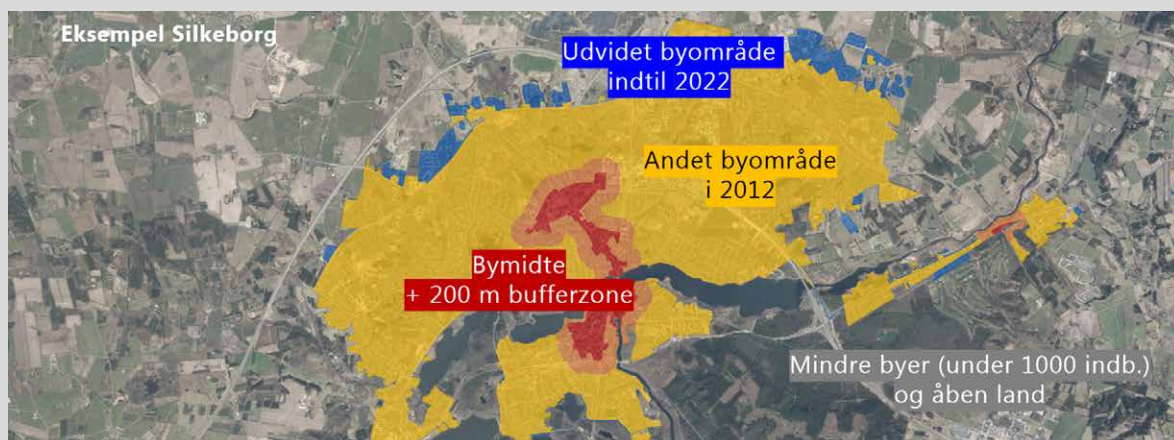 Eksempel Silkeborg
Udvidet byområde
indtil 2022
Andet byområde
i 2012
Bymidte
+ 200 m bufferzone
Mindre byer (under 1000 indb.)
og åben land